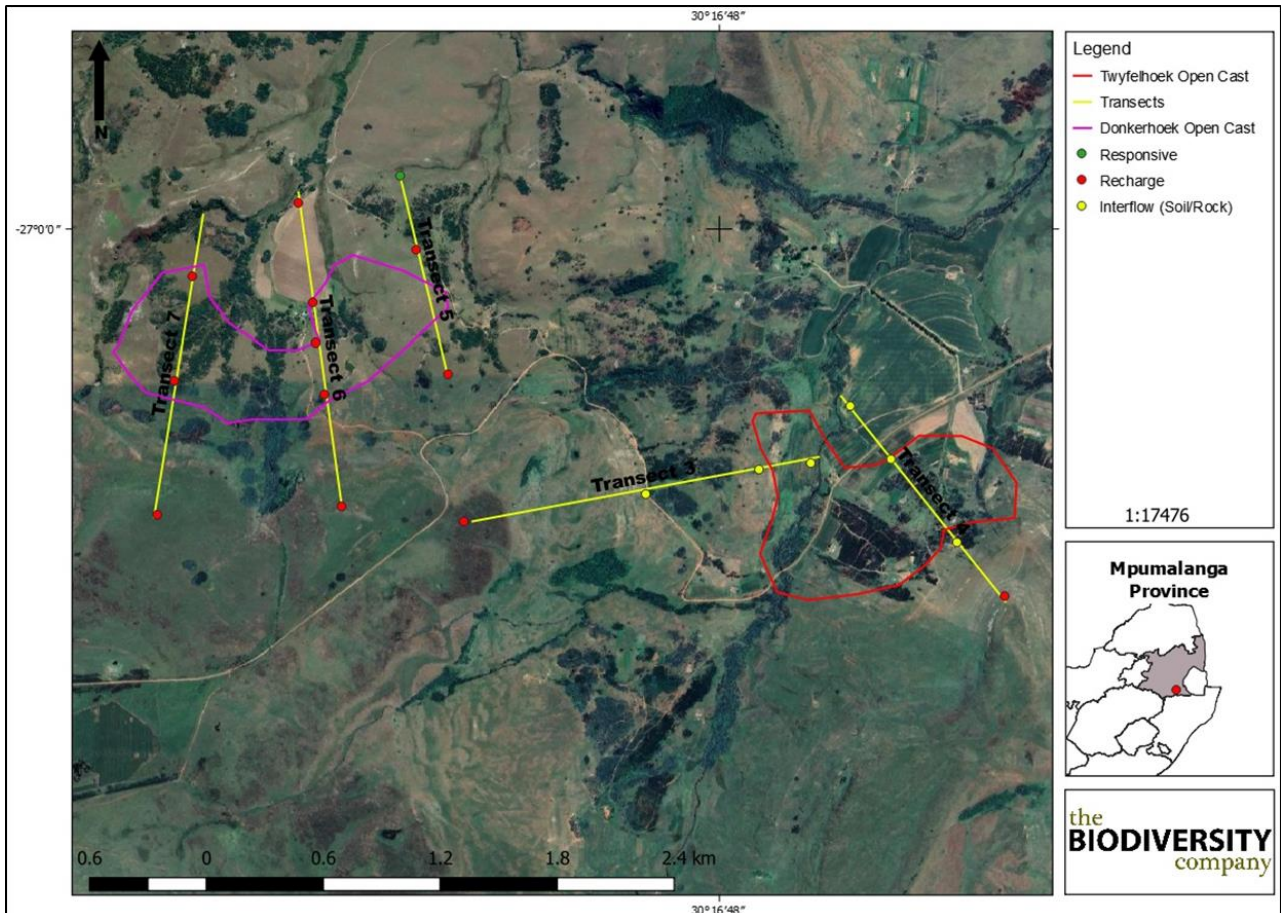 30°16'48"
N
-27°0'0"
Transect 7
Transect 6
Transect 5
Transect 3
Transect 4
0.6 0 0.6 1.2 1.8 2.4 km
30°16'48"
Legend
Twyfelhoek Open Cast
Transects
Donkerhoek Open Cast
Responsive
Recharge
Interflow (Soil/Rock)
1:17476
Mpumalanga
Province
the
BIODIVERSITY
company